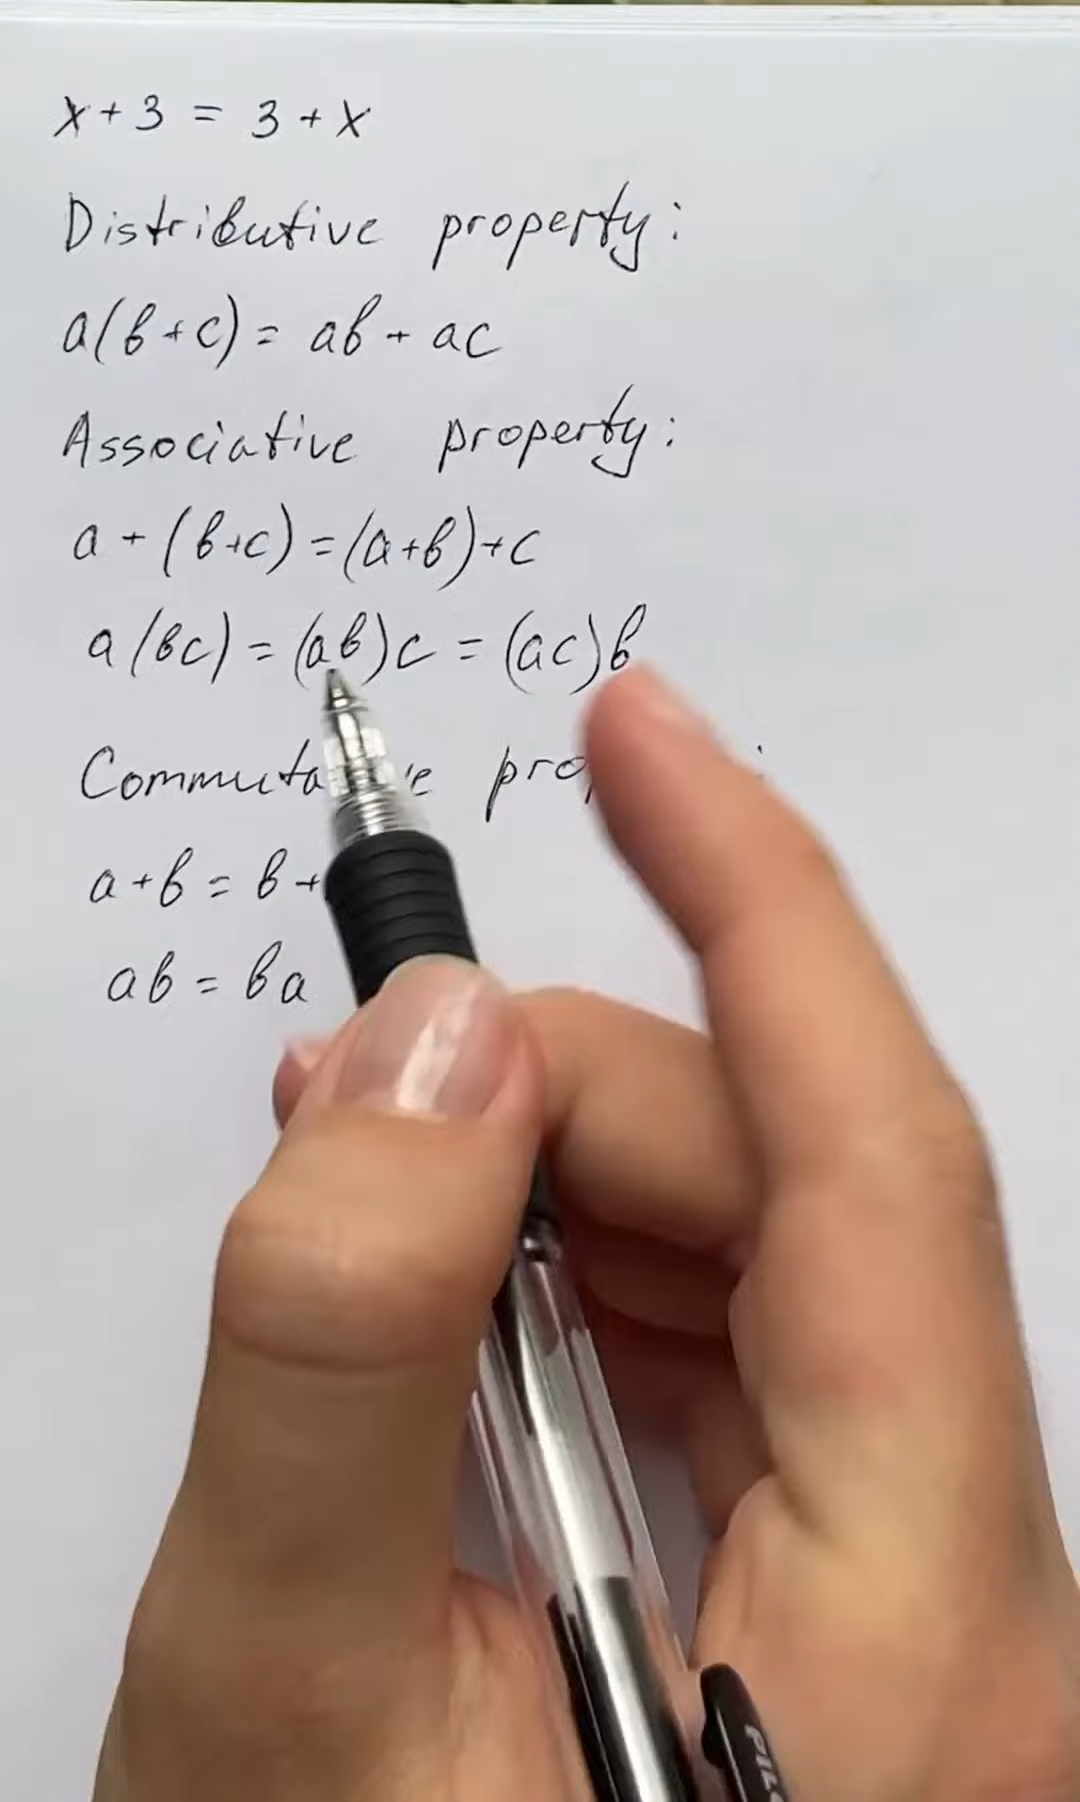 x + 3 = 3 + x
Distributive property:
a(b+c) = ab + ac
Associative property:
a + (b+c) = (a+b)+c
a(bc) = (ab)c = (ac)b
a+b = b+
ab = ba